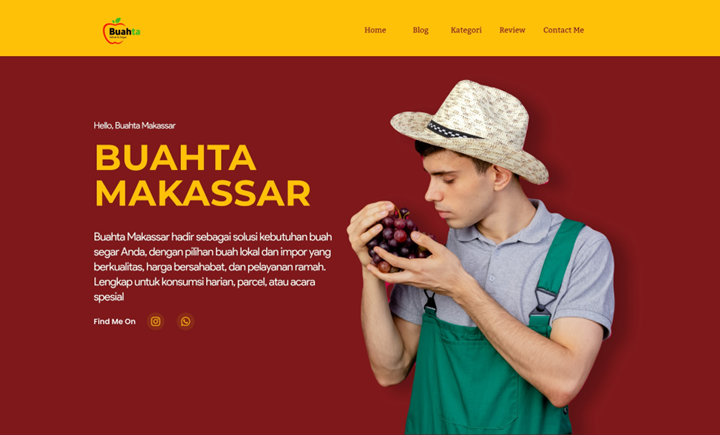 Buahta
Home
Blog
Kategori
Review
Contact Me
Hello, Buahta Makassar
BUAHTA
MAKASSAR
Buahta Makassar hadir sebagai solusi kebutuhan buah
segar Anda, dengan pilihan buah lokal dan impor yang
berkualitas, harga bersahabat, dan pelayanan ramah.
Lengkap untuk konsumsi harian, parcel, atau acara
spesial
Find Me On